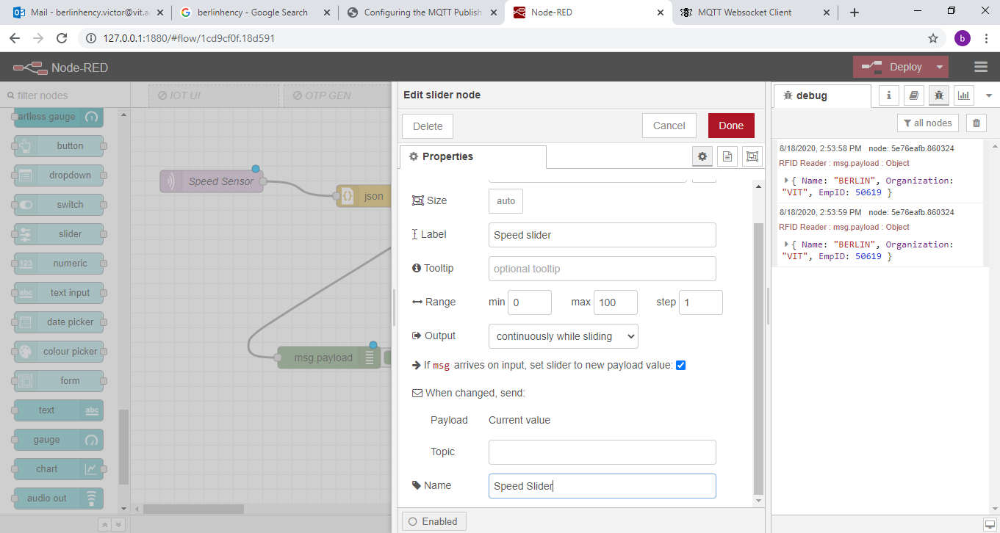 Mail - berlinhency.victor@vit.a
berlinhency - Google Search
Configuring the MQTT Publish
Node-RED
MQTT Websocket Client
127.0.0.1:1880/#flow/1cd9cf0f.18d591
b
Node-RED
Deploy
filter nodes
IOT UI
OTP GEN
artless gauge
button
dropdown
switch
slider
123 numeric
abc text input
date picker
colour picker
form
text abc
gauge
chart
audio out
Speed Sensor
json
msg.payload
Edit slider node
Delete
Cancel
Done
Properties
Size
auto
Label
Speed slider
Tooltip
optional tooltip
Range
min 0
max 100
step 1
Output
continuously while sliding
If msg arrives on input, set slider to new payload value:
When changed, send:
Payload
Current value
Topic
Name
Speed Slider
Enabled
debug
all nodes
8/18/2020, 2:53:58 PM node: 5e76eafb.860324
RFID Reader : msg.payload : Object
{ Name: "BERLIN", Organization:
"VIT", EmpID: 50619 }
8/18/2020, 2:53:59 PM node: 5e76eafb.860324
RFID Reader : msg.payload : Object
{ Name: "BERLIN", Organization:
"VIT", EmpID: 50619 }